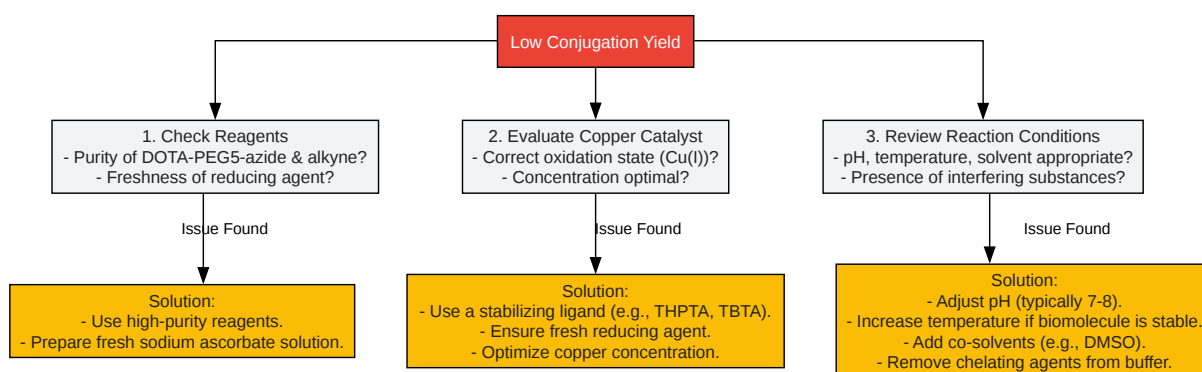 Low Conjugation Yield
1. Check Reagents
- Purity of DOTA-PEG5-azide & alkyne?
- Freshness of reducing agent?
2. Evaluate Copper Catalyst
- Correct oxidation state (Cu(I))?
- Concentration optimal?
3. Review Reaction Conditions
- pH, temperature, solvent appropriate?
- Presence of interfering substances?
Issue Found
Issue Found
Issue Found
Solution:
- Use high-purity reagents.
- Prepare fresh sodium ascorbate solution.
Solution:
- Use a stabilizing ligand (e.g., THPTA, TBTA).
- Ensure fresh reducing agent.
- Optimize copper concentration.
Solution:
- Adjust pH (typically 7-8).
- Increase temperature if biomolecule is stable.
- Add co-solvents (e.g., DMSO).
- Remove chelating agents from buffer.